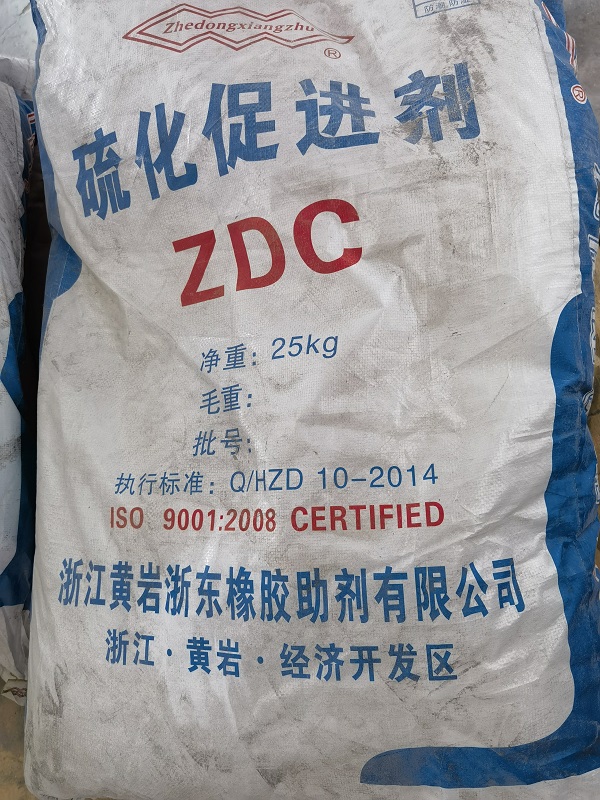 Zhedongxiangzhu
®
硫化促进剂
ZDC
净重：25kg
毛重：
批号：
执行标准：Q/HZD 10-2014
ISO 9001:2008 CERTIFIED
浙江黄岩浙东橡胶助剂有限公司
浙江·黄岩·经济开发区